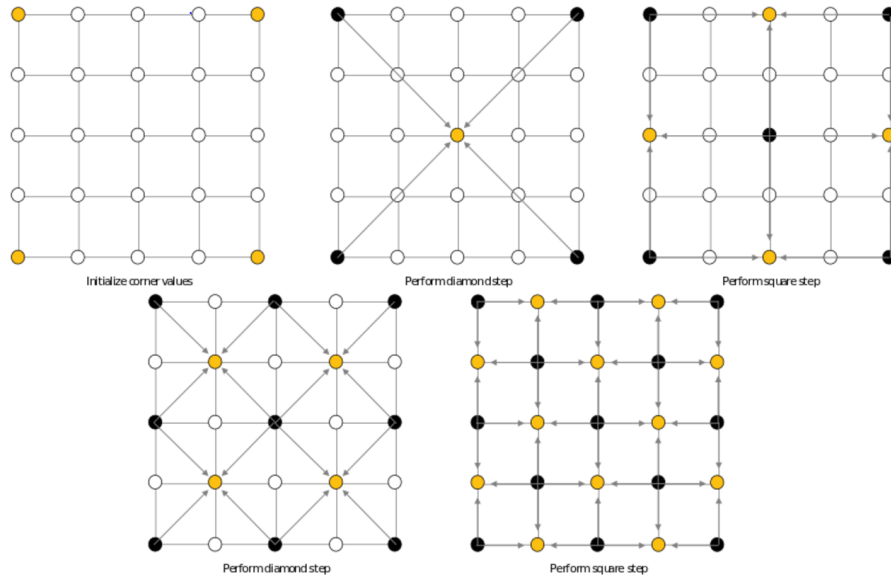 Initialize corner values
Perform diamond step
Perform square step
Perform diamond step
Perform square step